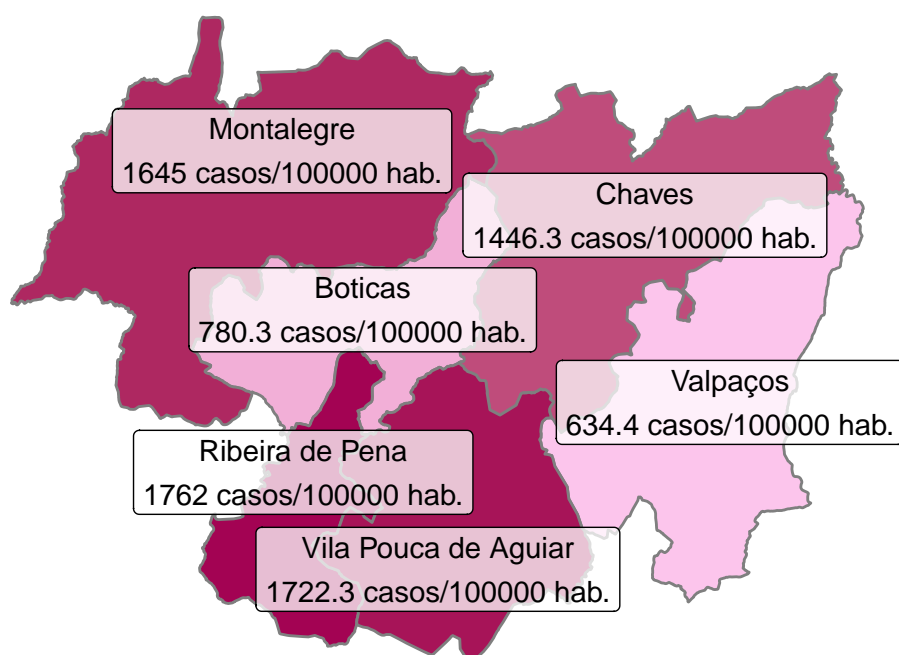 Montalegre
1645 casos/100000 hab.
Chaves
1446.3 casos/100000 hab.
Boticas
780.3 casos/100000 hab.
Valpaços
634.4 casos/100000 hab.
Ribeira de Pena
1762 casos/100000 hab.
Vila Pouca de Aguiar
1722.3 casos/100000 hab.